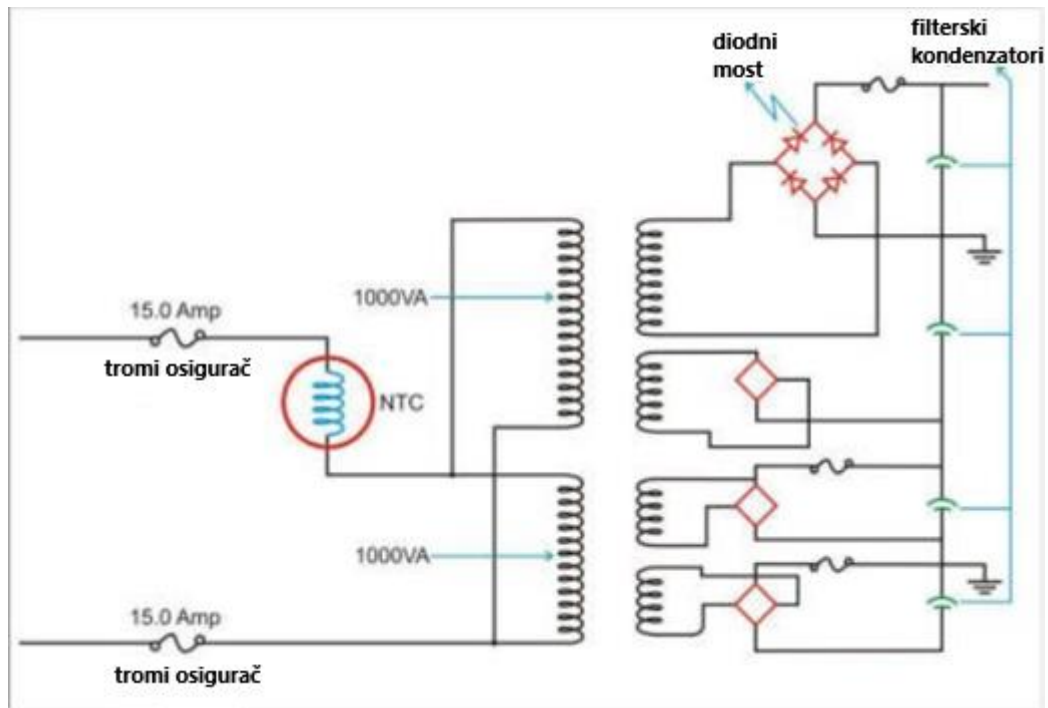 diodni
most
filterski
kondenzatori
1000VA
15.0 Amp
tromi osigurač
NTC
1000VA
15.0 Amp
tromi osigurač